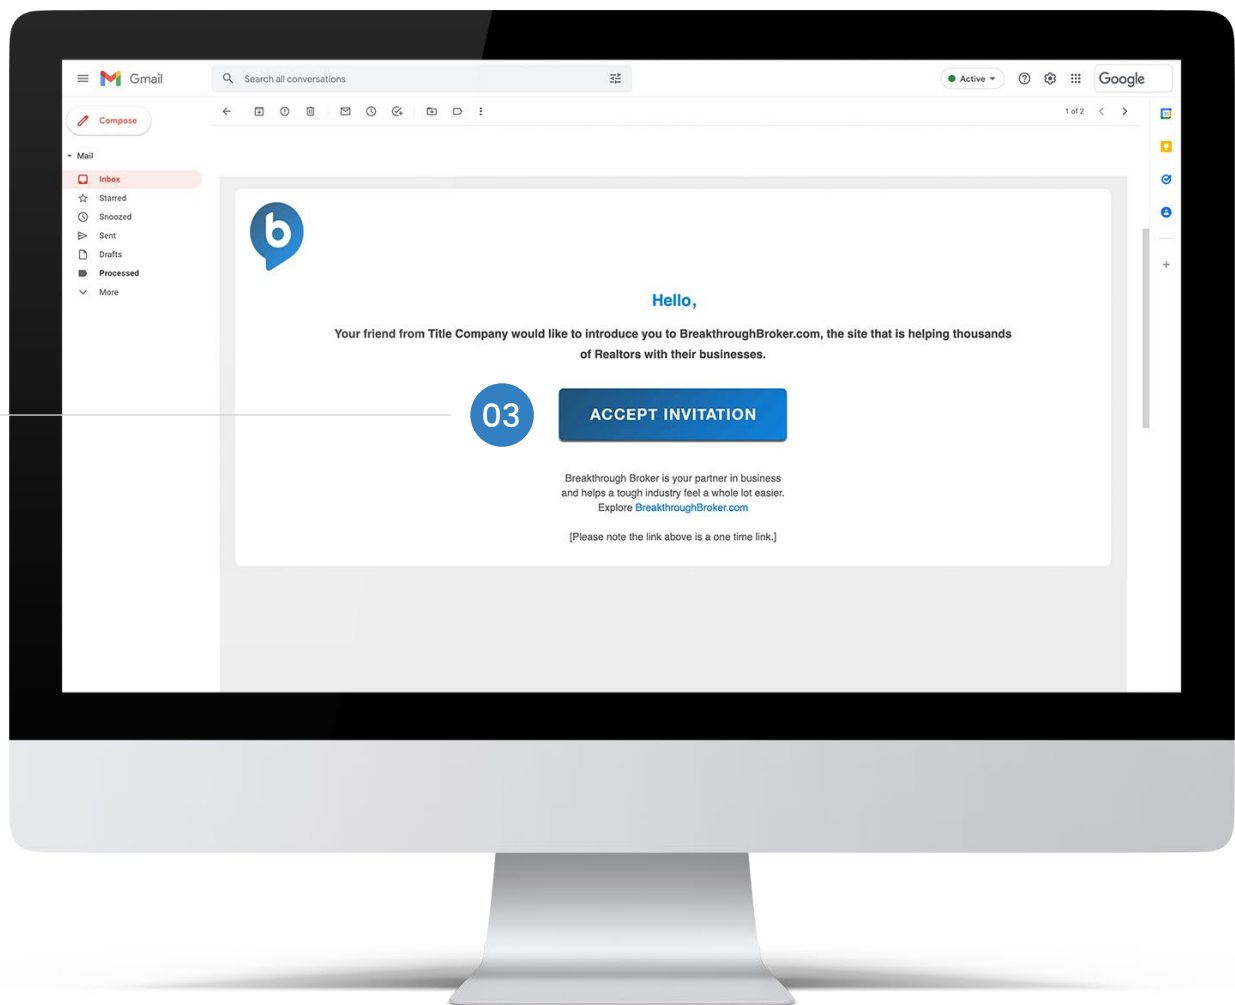 Gmail
Search all conversations
Active
Google
Compose
1 of 2
Mail
Inbox
Starred
Snoozed
Sent
Drafts
Processed
More
b
Hello,
Your friend from Title Company would like to introduce you to BreakthroughBroker.com, the site that is helping thousands
of Realtors with their businesses.
03
ACCEPT INVITATION
Breakthrough Broker is your partner in business
and helps a tough industry feel a whole lot easier.
Explore BreakthroughBroker.com
[Please note the link above is a one time link.]